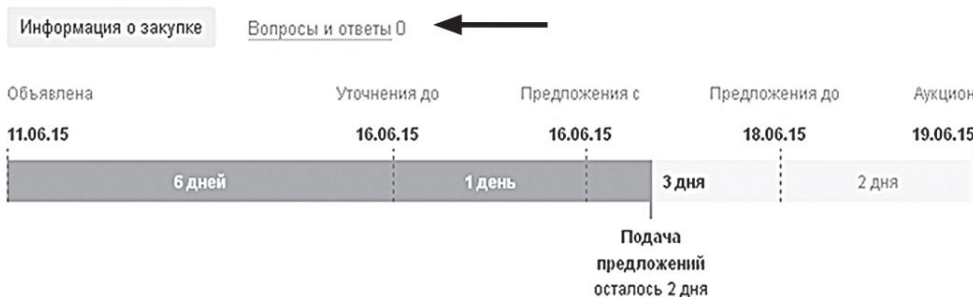 Информация о закупке Вопросы и ответы 0
Объявлена Уточнения до Предложения с Предложения до Аукцион
11.06.15 16.06.15 16.06.15 18.06.15 19.06.15
6 дней 1 день 3 дня 2 дня
Подача
предложений
осталось 2 дня